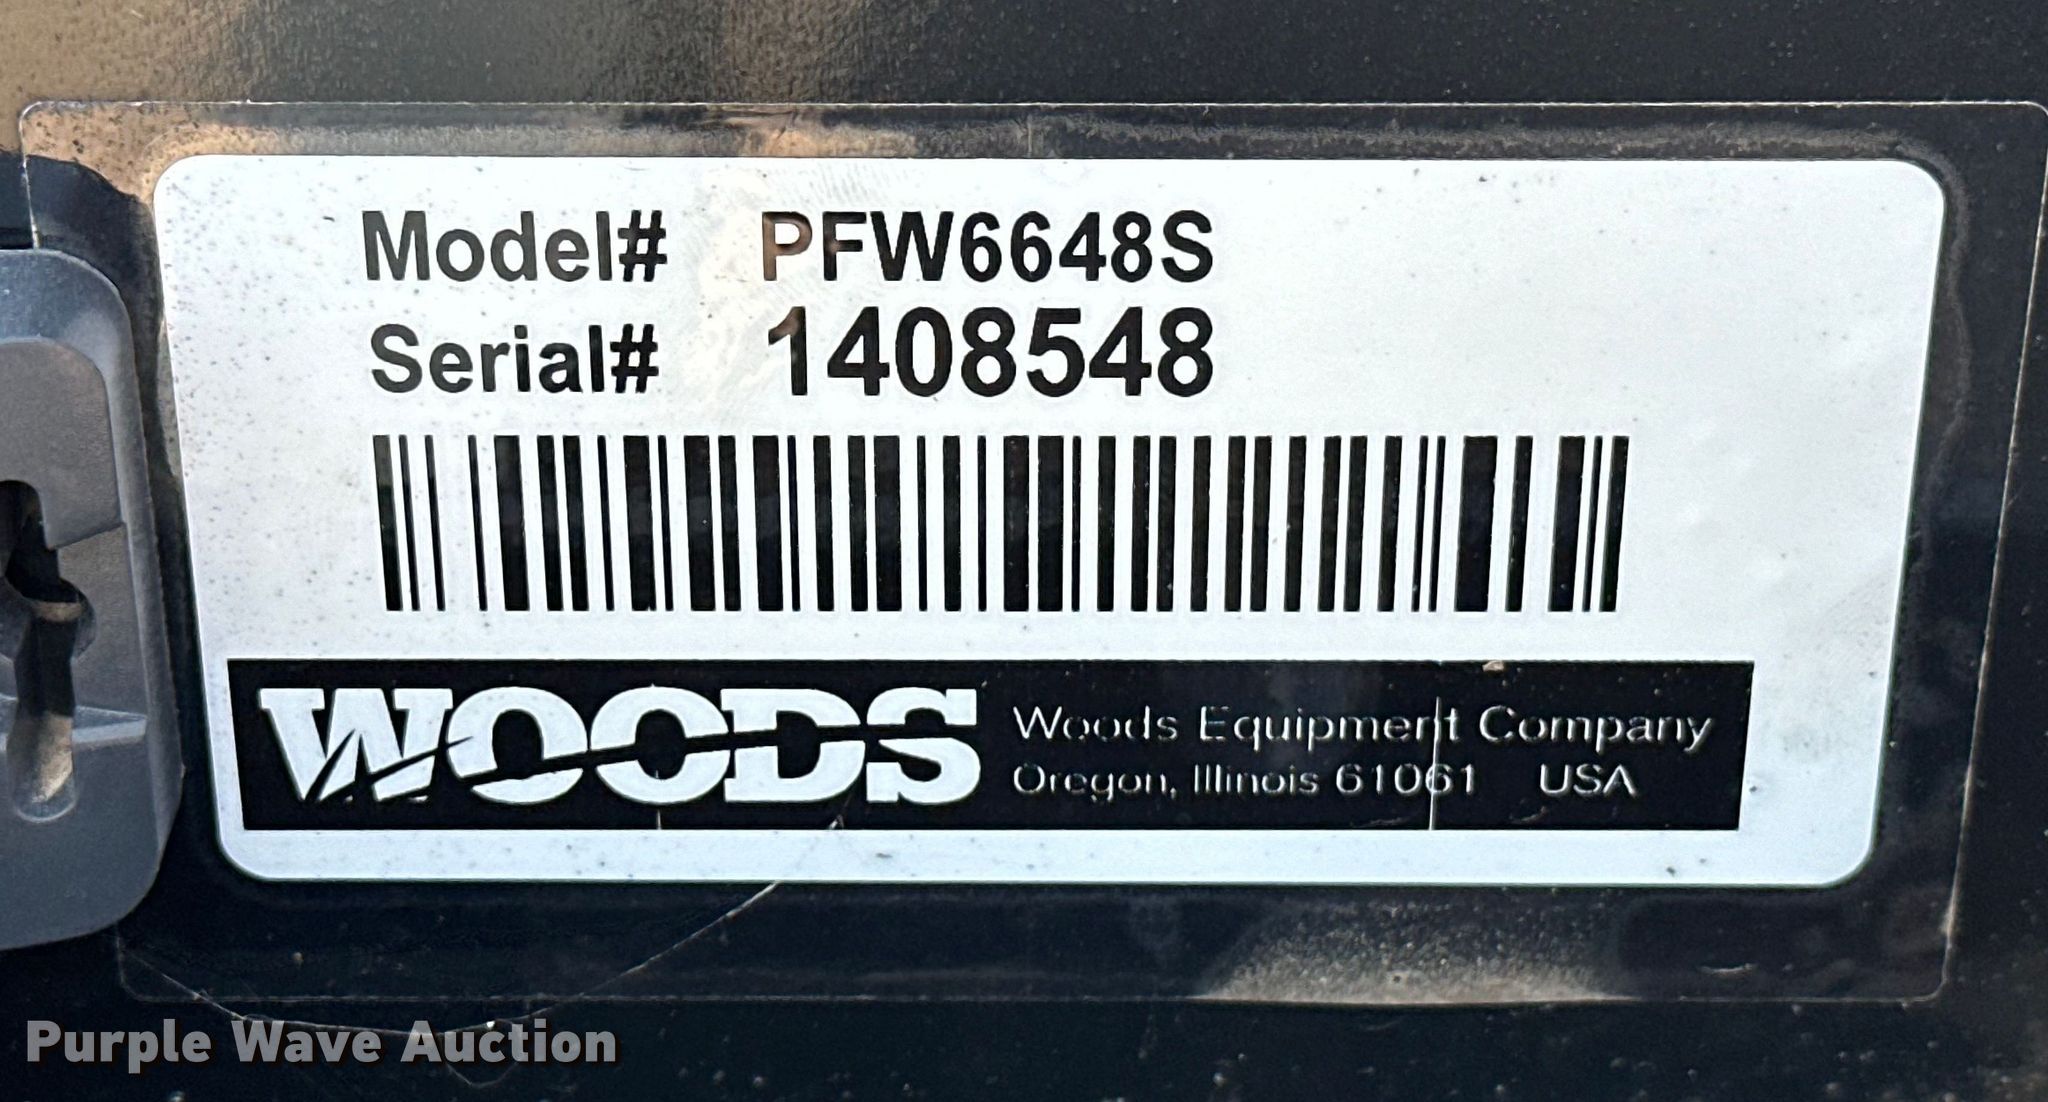 Model# PFW6648S
Serial# 1408548
WOODS
Woods Equipment Company
Oregon, Illinois 61061 USA
Purple Wave Auction